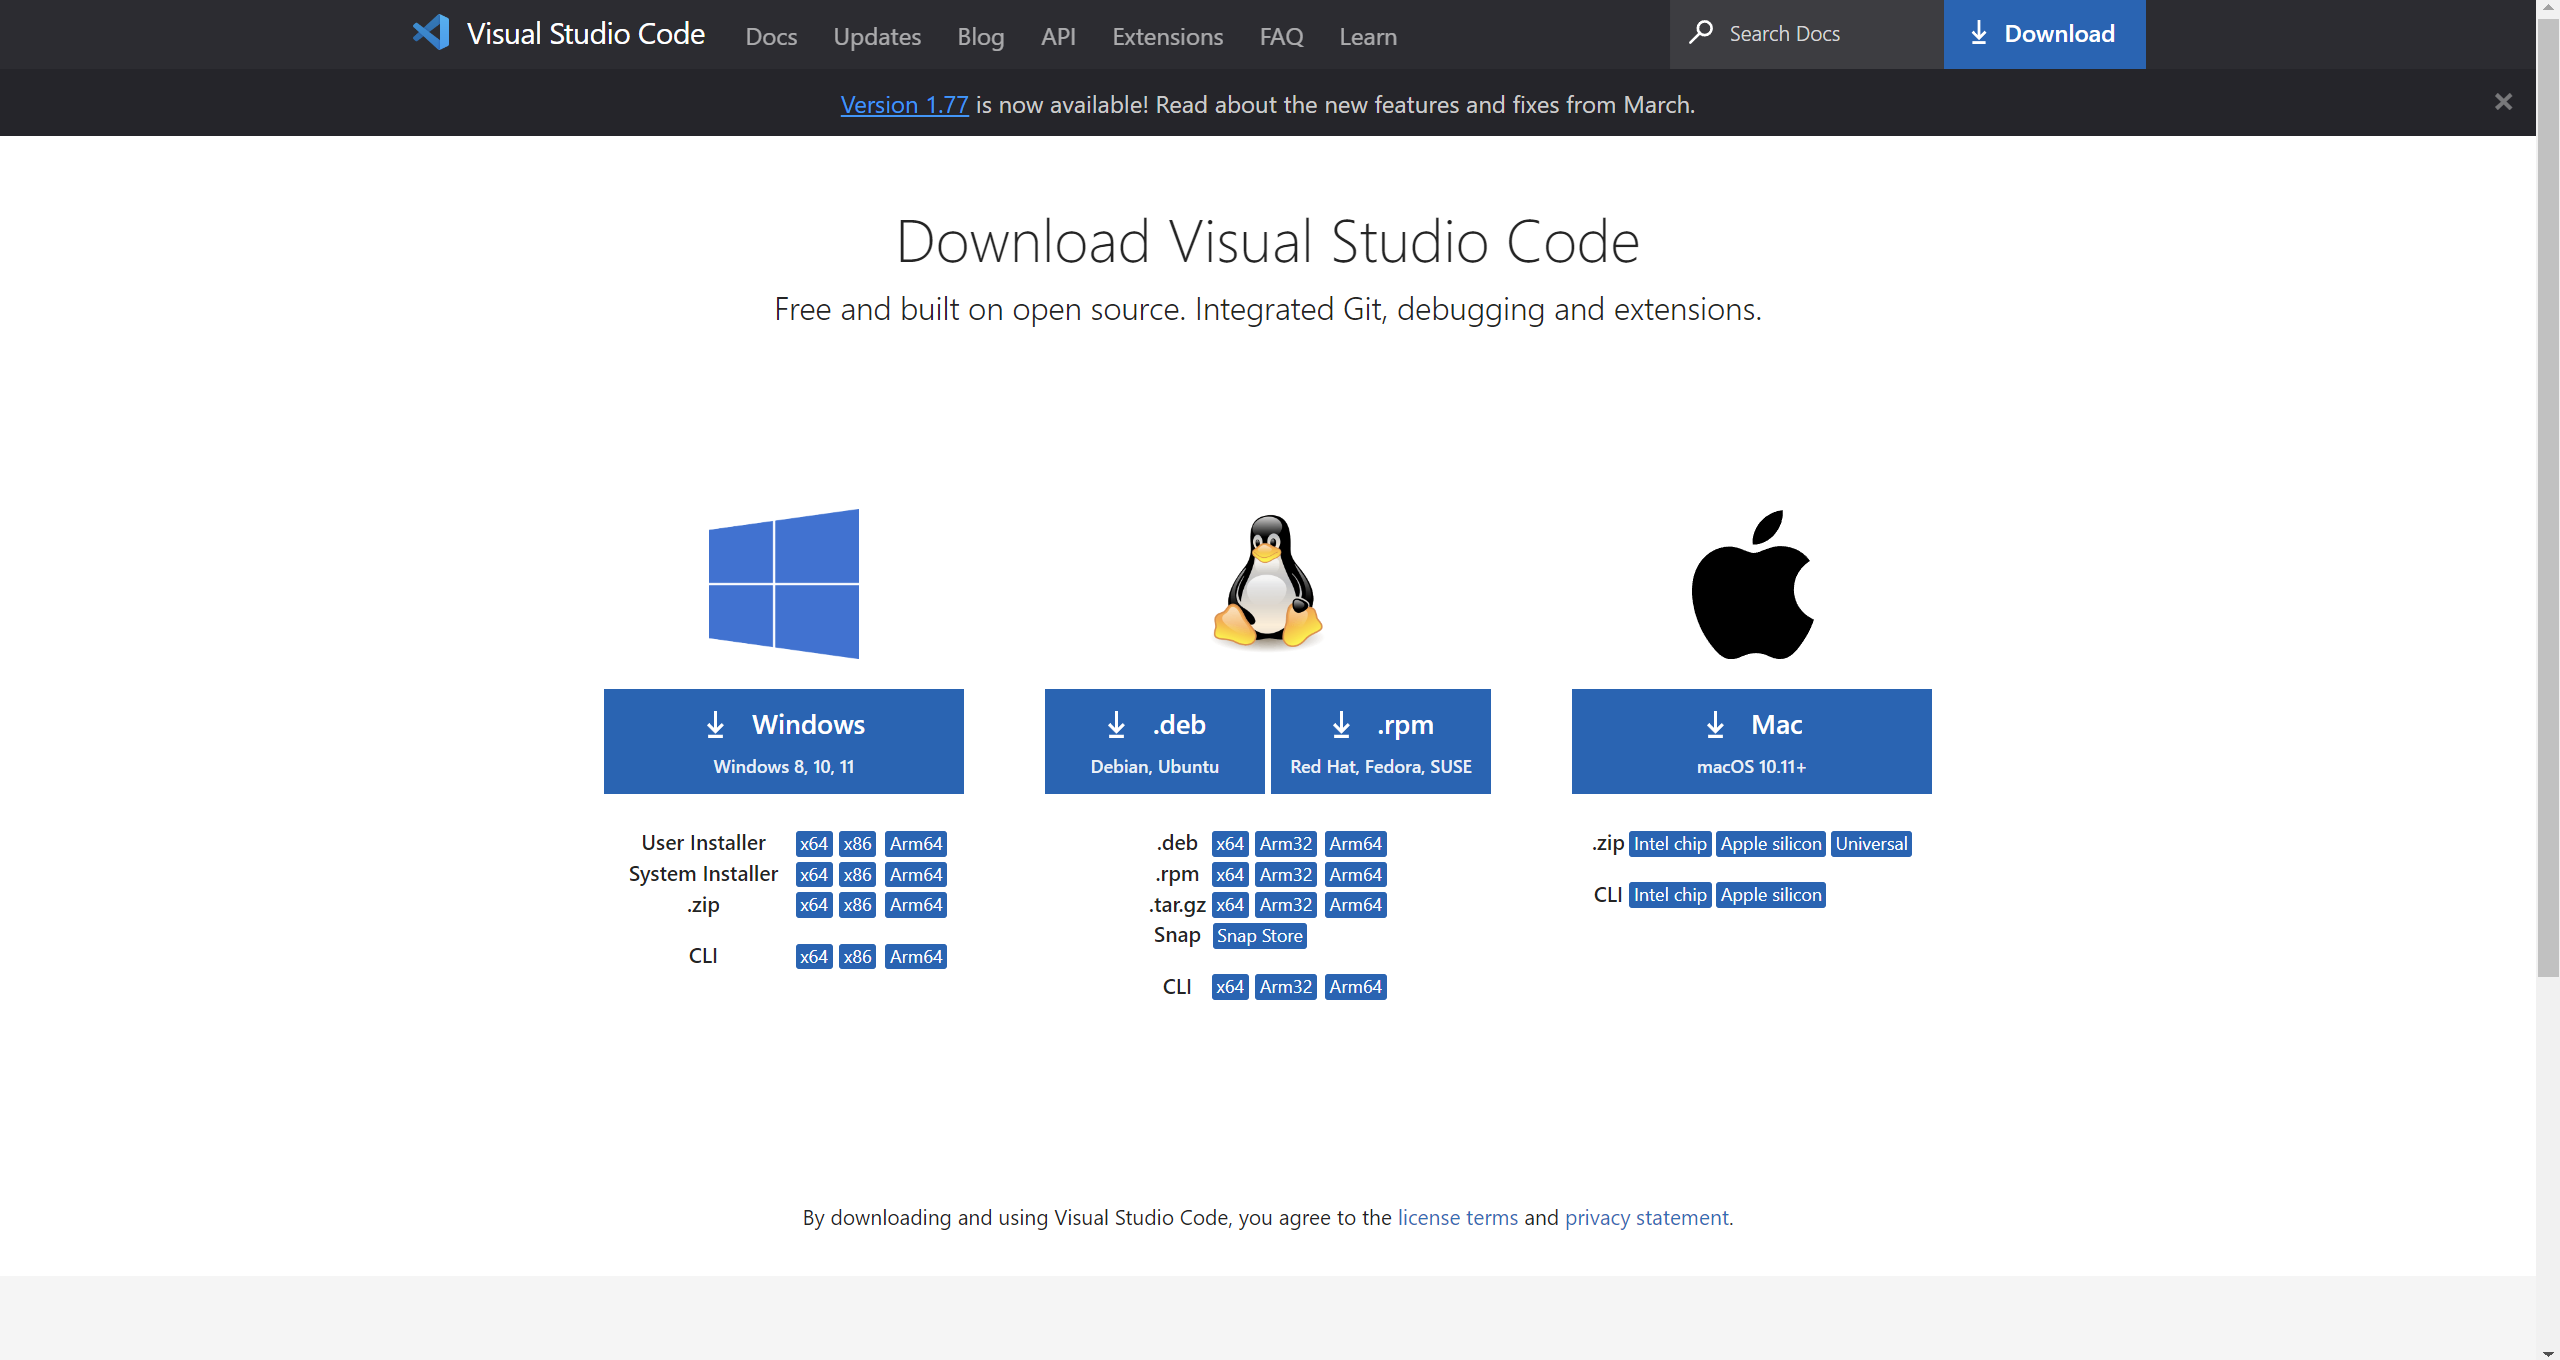 Visual Studio Code Docs Updates Blog API Extensions FAQ Learn Search Docs Download
Version 1.77 is now available! Read about the new features and fixes from March.
Download Visual Studio Code
Free and built on open source. Integrated Git, debugging and extensions.
Windows
Windows 8, 10, 11
User Installer x64 x86 Arm64
System Installer x64 x86 Arm64
.zip x64 x86 Arm64
CLI x64 x86 Arm64
.deb
Debian, Ubuntu
.rpm
Red Hat, Fedora, SUSE
.deb x64 Arm32 Arm64
.rpm x64 Arm32 Arm64
.tar.gz x64 Arm32 Arm64
Snap Snap Store
CLI x64 Arm32 Arm64
Mac
macOS 10.11+
.zip Intel chip Apple silicon Universal
CLI Intel chip Apple silicon
By downloading and using Visual Studio Code, you agree to the license terms and privacy statement.